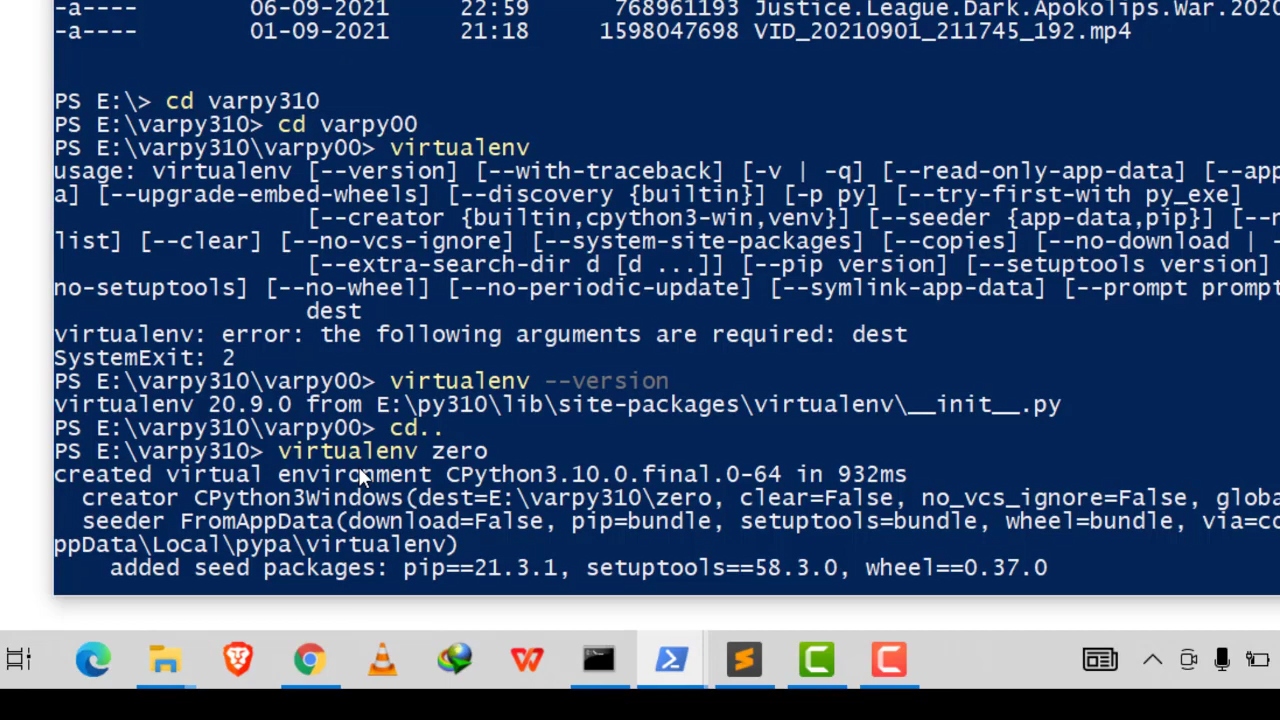 -a---- 06-09-2021 22:59 768961193 Justice.League.Dark.Apokolips.War.2020
-a---- 01-09-2021 21:18 1598047698 VID_20210901_211745_192.mp4
PS E:\> cd varpy310
PS E:\varpy310> cd varpy00
PS E:\varpy310\varpy00> virtualenv
usage: virtualenv [--version] [--with-traceback] [-v | -q] [--read-only-app-data] [--app
a] [--upgrade-embed-wheels] [--discovery {builtin}] [-p py] [--try-first-with py_exe]
[--creator {builtin,cpython3-win,venv}] [--seeder {app-data,pip}] [--n
list] [--clear] [--no-vcs-ignore] [--system-site-packages] [--copies] [--no-download | -
[--extra-search-dir d [d ...]] [--pip version] [--setuptools version]
no-setuptools] [--no-wheel] [--no-periodic-update] [--symlink-app-data] [--prompt prompt
dest
virtualenv: error: the following arguments are required: dest
SystemExit: 2
PS E:\varpy310\varpy00> virtualenv --version
virtualenv 20.9.0 from E:\py310\lib\site-packages\virtualenv\__init__.py
PS E:\varpy310\varpy00> cd..
PS E:\varpy310> virtualenv zero
created virtual environment CPython3.10.0.final.0-64 in 932ms
creator CPython3Windows(dest=E:\varpy310\zero, clear=False, no_vcs_ignore=False, globa
seeder FromAppData(download=False, pip=bundle, setuptools=bundle, wheel=bundle, via=co
ppData\Local\pypa\virtualenv)
added seed packages: pip==21.3.1, setuptools==58.3.0, wheel==0.37.0